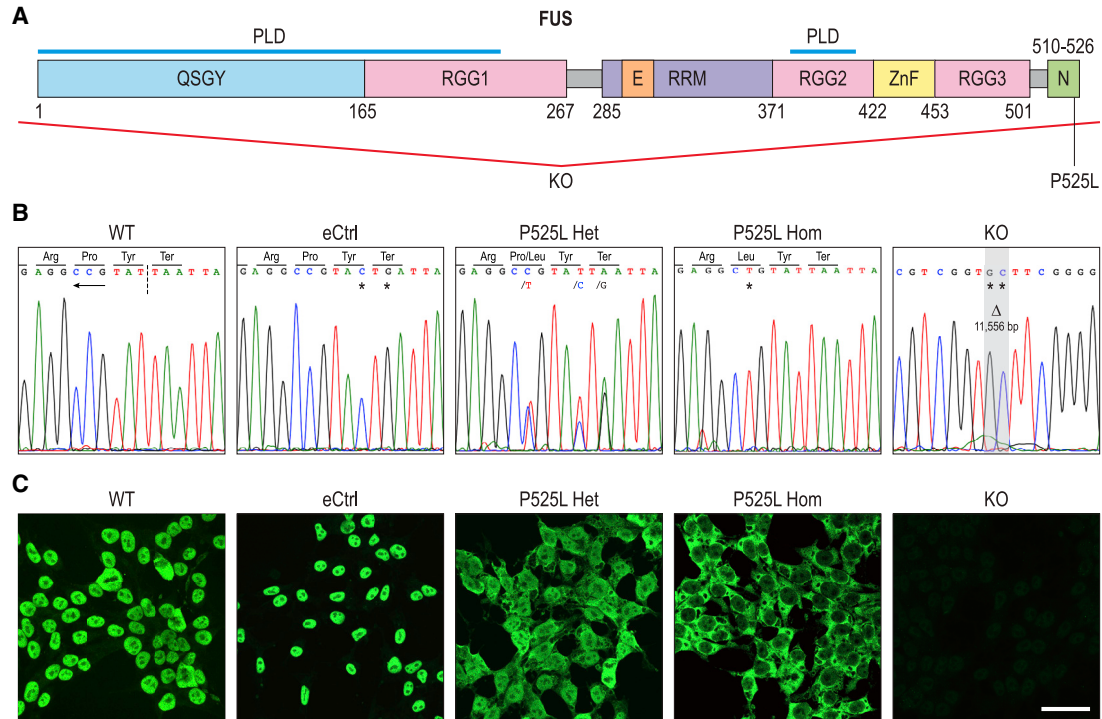 A
FUS
PLD PLD 510-526
QSGY RGG1 E RRM RGG2 ZnF RGG3 N
1 165 267 285 371 422 453 501
KO P525L
B
WT eCtrl P525L Het P525L Hom KO
Arg Pro Tyr Ter
G A G G C C G T A T T A A T T A
Arg Pro Tyr Ter
G A G G C C G T A C T G A T T A
* *
Arg Pro/Leu Tyr Ter
G A G G C C G T A T T A A T T A
/T /C /G
Arg Leu Tyr Ter
G A G G C T G T A T T A A T T A
*
C G T C G G T G C T T C G G G G
* *
Δ
11,556 bp
C
WT eCtrl P525L Het P525L Hom KO